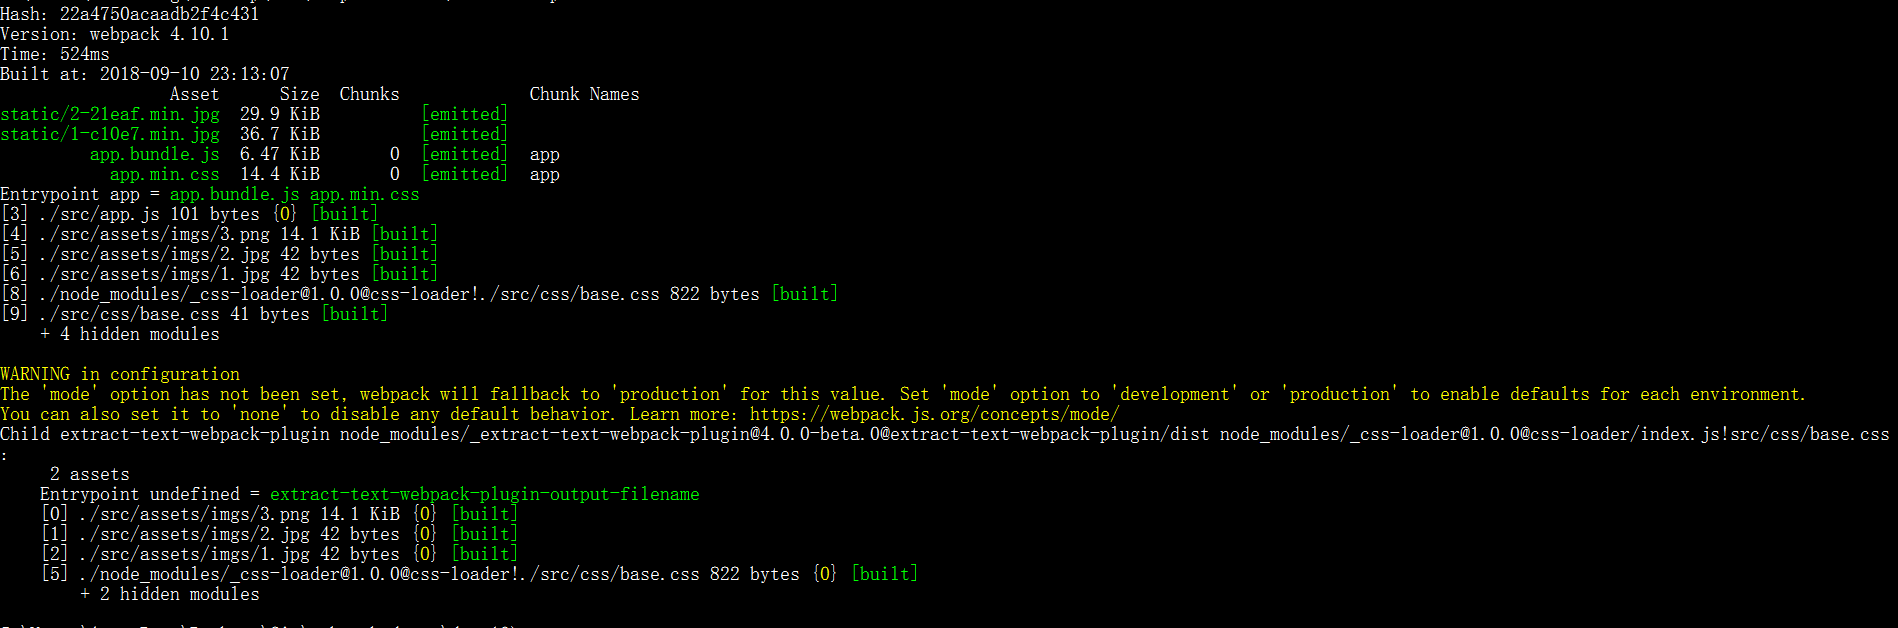 Hash: 22a4750acaadb2f4c431
Version: webpack 4.10.1
Time: 524ms
Built at: 2018-09-10 23:13:07
Asset Size Chunks Chunk Names
static/2-21eaf.min.jpg 29.9 KiB [emitted]
static/1-c10e7.min.jpg 36.7 KiB [emitted]
app.bundle.js 6.47 KiB 0 [emitted] app
app.min.css 14.4 KiB 0 [emitted] app
Entrypoint app = app.bundle.js app.min.css
[3] ./src/app.js 101 bytes {0} [built]
[4] ./src/assets/imgs/3.png 14.1 KiB [built]
[5] ./src/assets/imgs/2.jpg 42 bytes [built]
[6] ./src/assets/imgs/1.jpg 42 bytes [built]
[8] ./node_modules/_css-loader@1.0.0@css-loader!./src/css/base.css 822 bytes [built]
[9] ./src/css/base.css 41 bytes [built]
+ 4 hidden modules
WARNING in configuration
The 'mode' option has not been set, webpack will fallback to 'production' for this value. Set 'mode' option to 'development' or 'production' to enable defaults for each environment.
You can also set it to 'none' to disable any default behavior. Learn more: https://webpack.js.org/concepts/mode/
Child extract-text-webpack-plugin node_modules/_extract-text-webpack-plugin@4.0.0-beta.0@extract-text-webpack-plugin/dist node_modules/_css-loader@1.0.0@css-loader/index.js!src/css/base.css
:
2 assets
Entrypoint undefined = extract-text-webpack-plugin-output-filename
[0] ./src/assets/imgs/3.png 14.1 KiB {0} [built]
[1] ./src/assets/imgs/2.jpg 42 bytes {0} [built]
[2] ./src/assets/imgs/1.jpg 42 bytes {0} [built]
[5] ./node_modules/_css-loader@1.0.0@css-loader!./src/css/base.css 822 bytes {0} [built]
+ 2 hidden modules